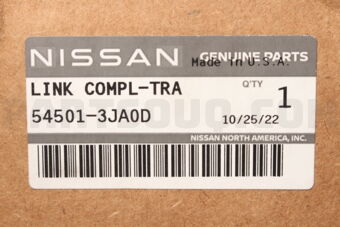 NISSAN GENUINE PARTS
Made in U.S.A.
LINK COMPL-TRA
Q'TY
1
54501-3JA0D
10/25/22
NISSAN NORTH AMERICA, INC.